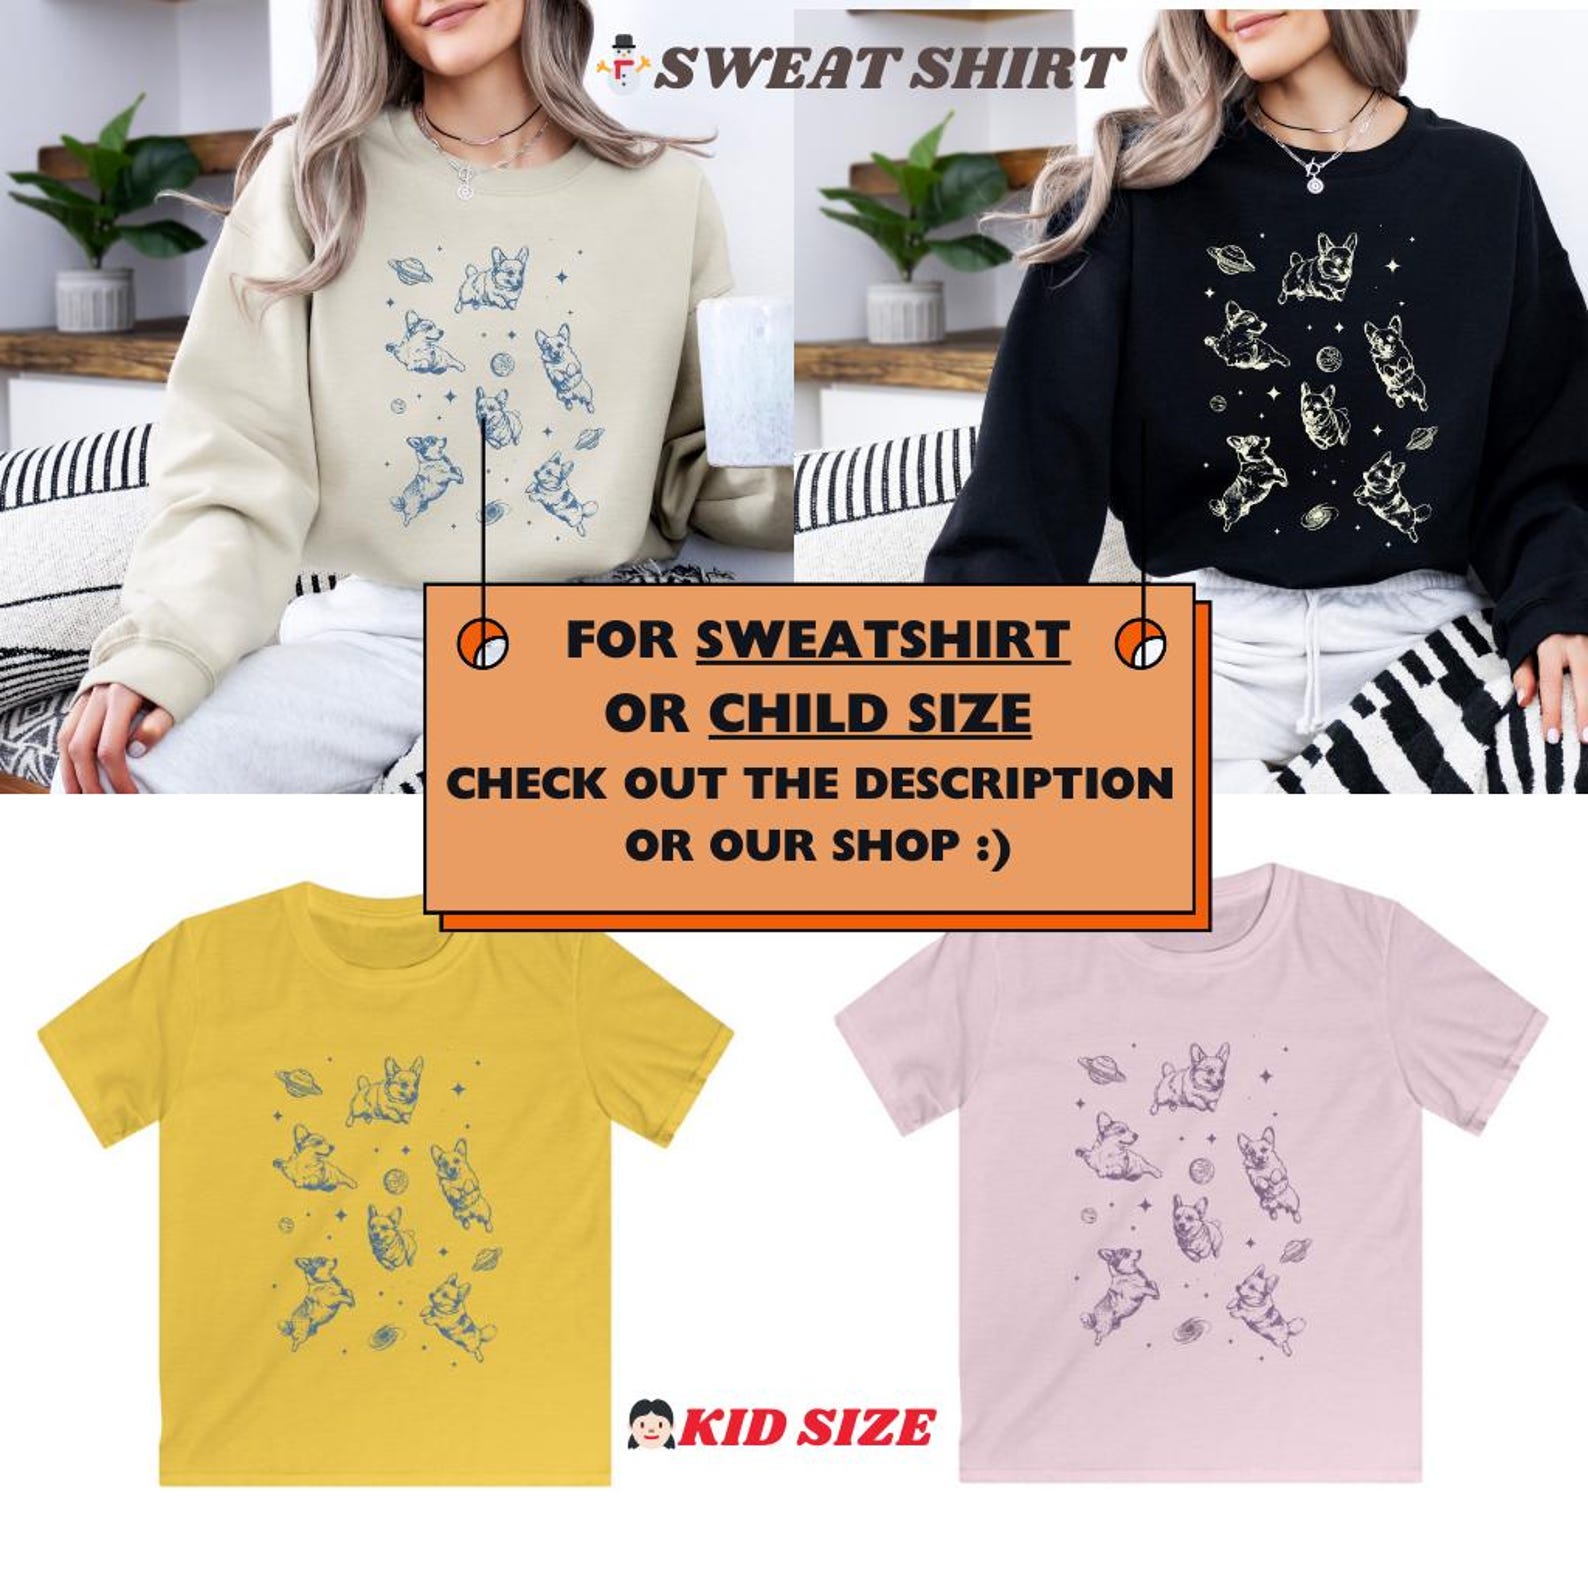 SWEAT SHIRT
FOR SWEATSHIRT
OR CHILD SIZE
CHECK OUT THE DESCRIPTION
OR OUR SHOP :)
KID SIZE